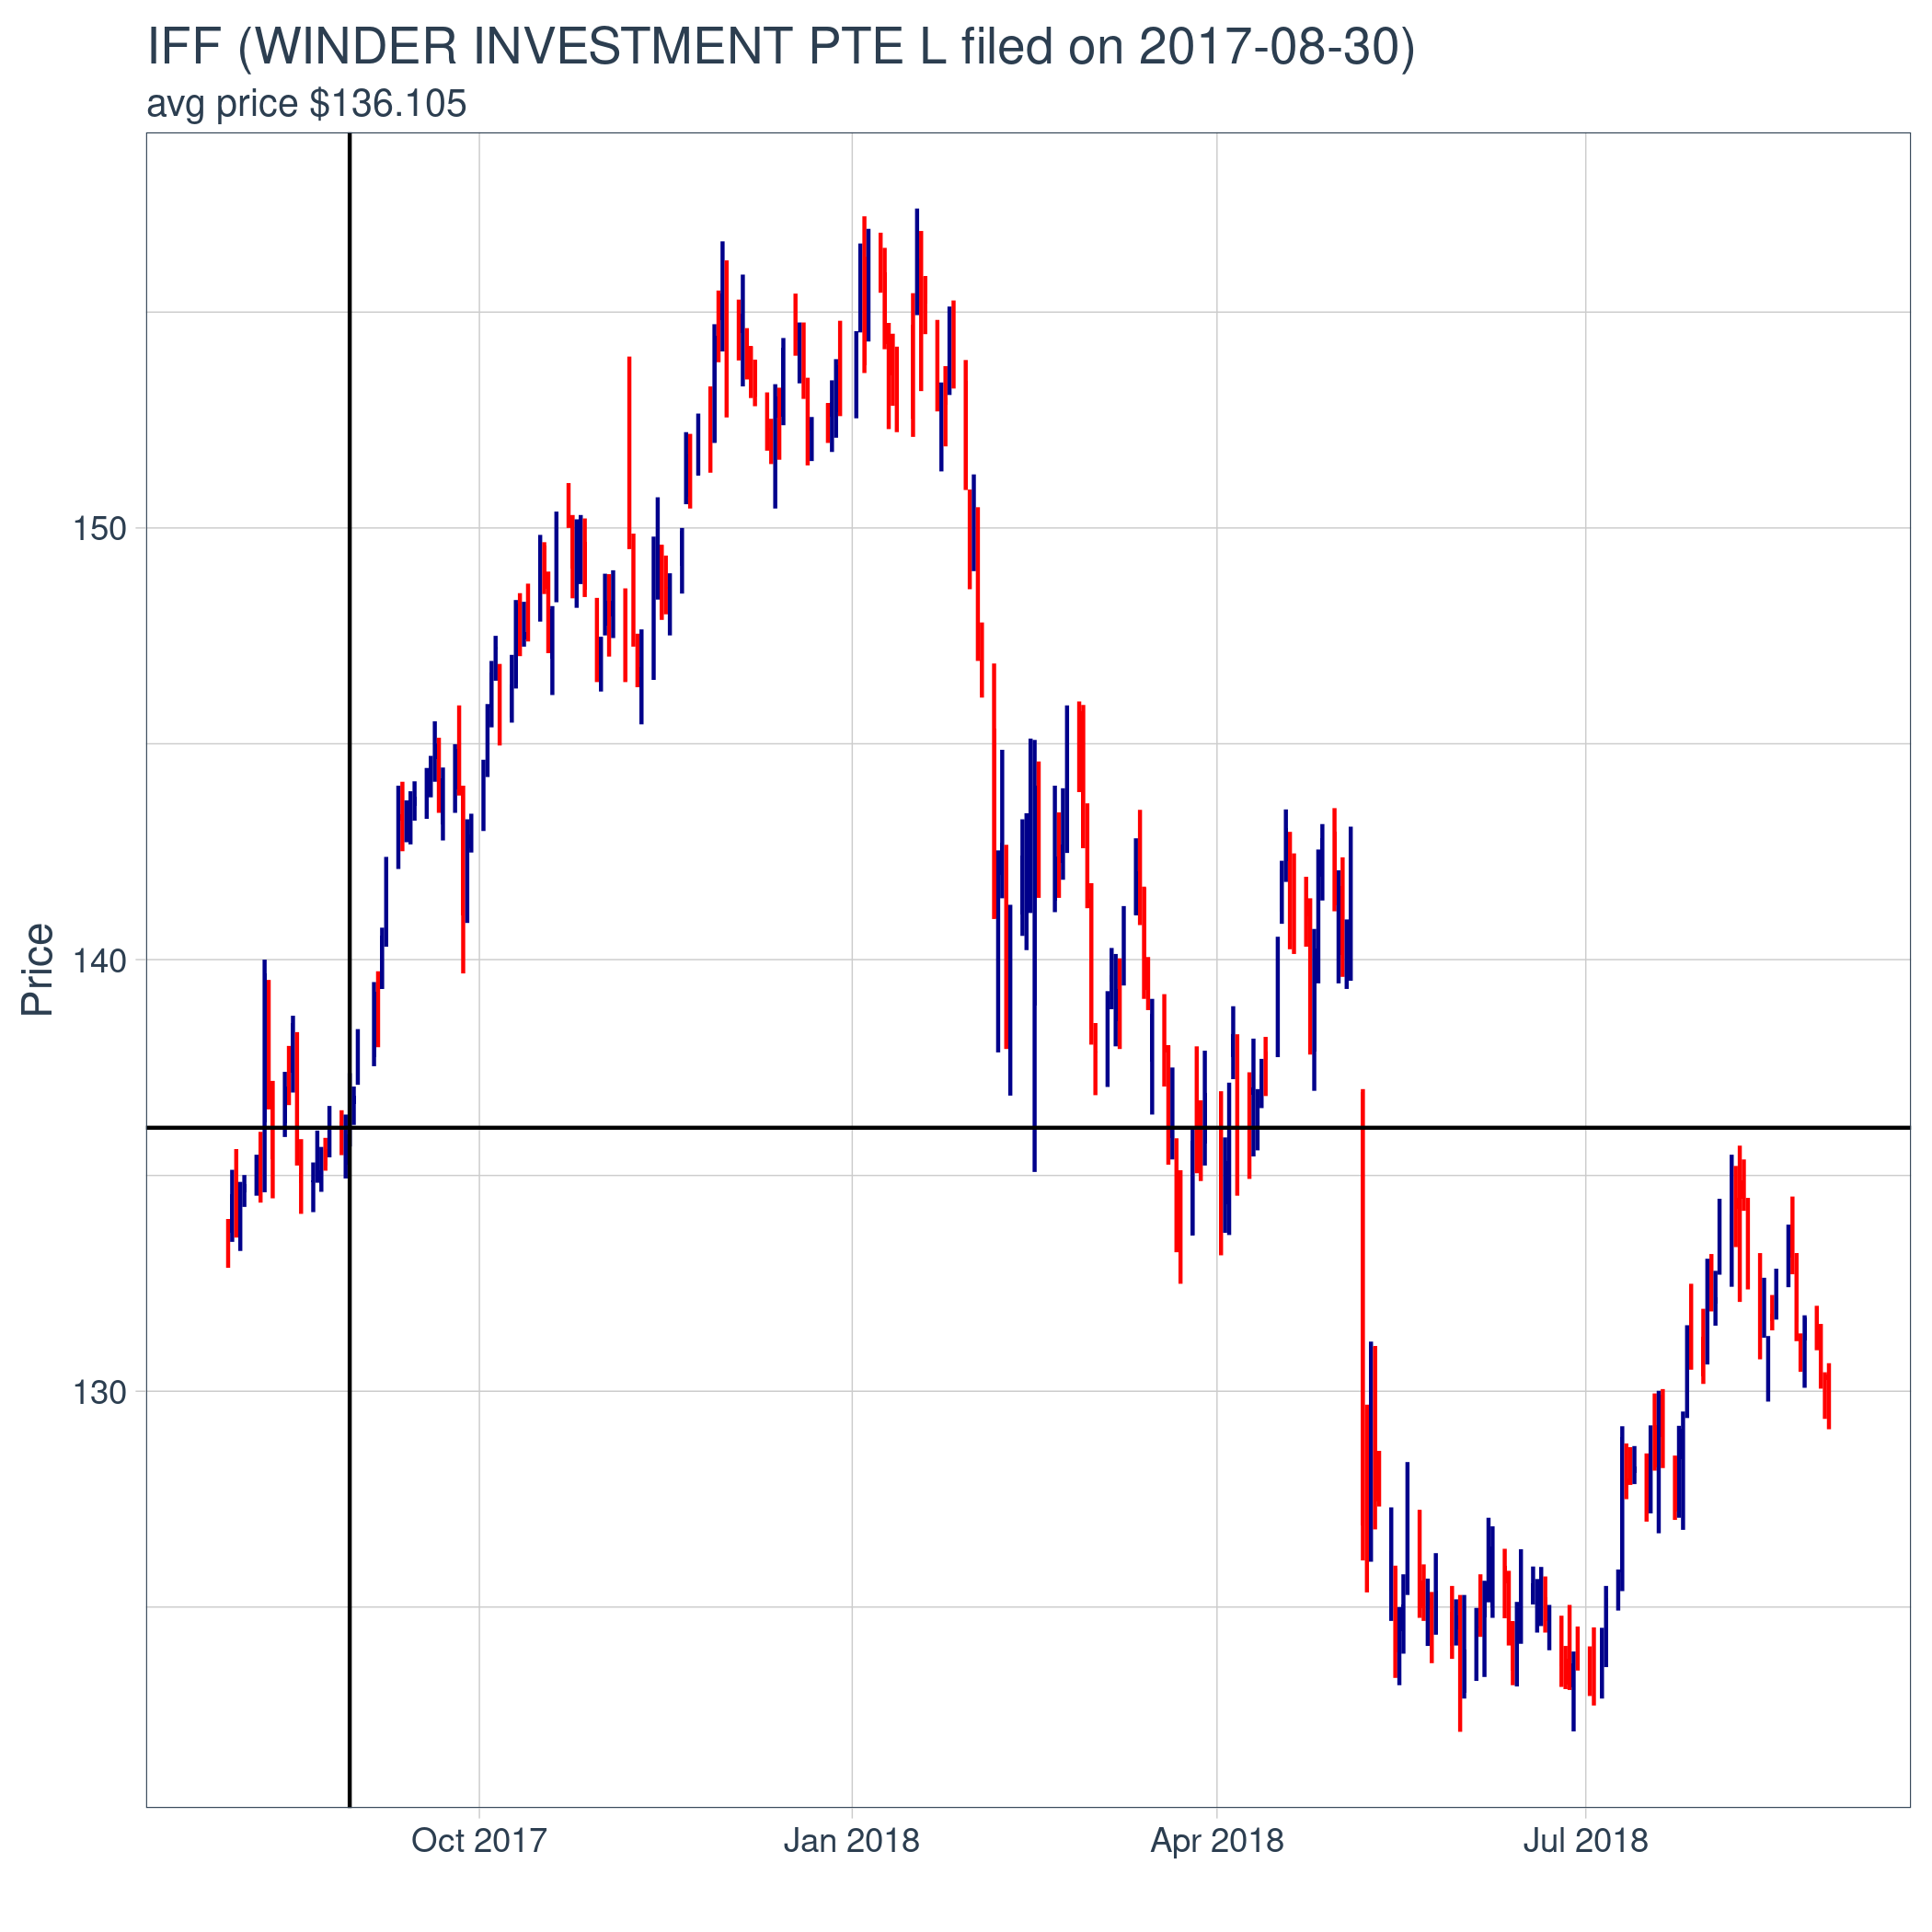 IFF (WINDER INVESTMENT PTE L filed on 2017-08-30)
avg price $136.105
Price
150
140
130
Oct 2017
Jan 2018
Apr 2018
Jul 2018